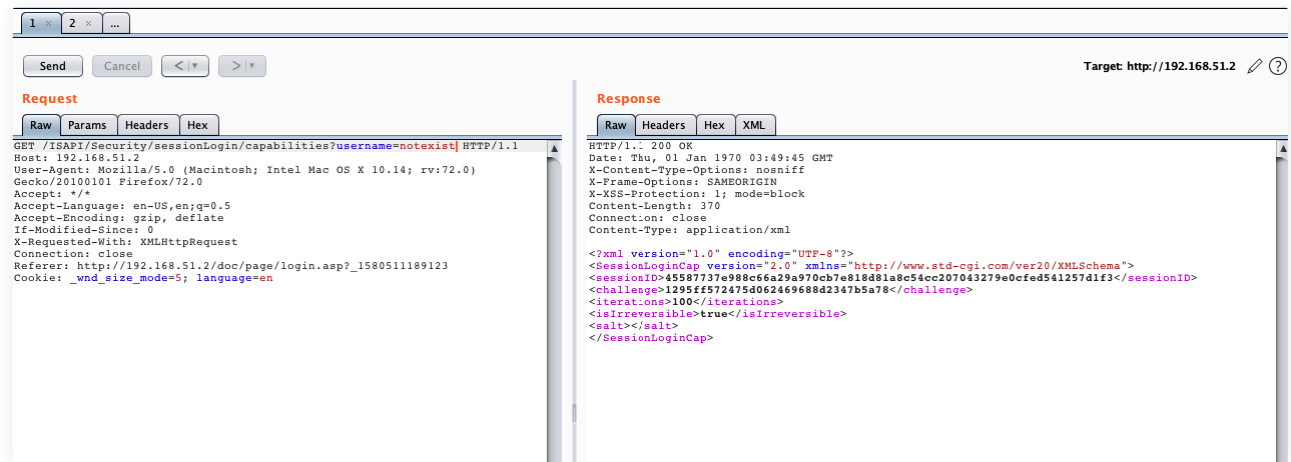 1 × 2 × ...
Send Cancel < ▼ > ▼ Target: http://192.168.51.2 ?
Request
Raw Params Headers Hex
GET /ISAPI/Security/sessionLogin/capabilities?username=notexist HTTP/1.1
Host: 192.168.51.2
User-Agent: Mozilla/5.0 (Macintosh; Intel Mac OS X 10.14; rv:72.0)
Gecko/20100101 Firefox/72.0
Accept: */*
Accept-Language: en-US,en;q=0.5
Accept-Encoding: gzip, deflate
If-Modified-Since: 0
X-Requested-With: XMLHttpRequest
Connection: close
Referer: http://192.168.51.2/doc/page/login.asp?_1580511189123
Cookie: _wnd_size_mode=5; language=en
Response
Raw Headers Hex XML
HTTP/1.1 200 OK
Date: Thu, 01 Jan 1970 03:49:45 GMT
X-Content-Type-Options: nosniff
X-Frame-Options: SAMEORIGIN
X-XSS-Protection: 1; mode=block
Content-Length: 370
Connection: close
Content-Type: application/xml
<?xml version="1.0" encoding="UTF-8"?>
<SessionLoginCap version="2.0" xmlns="http://www.std-cgi.com/ver20/XMLSchema">
<sessionID>45587737e988c66a29a970cb7e818d81a8c54cc207043279e0cfed541257d1f3</sessionID>
<challenge>1295ff572475d062469688d2347b5a78</challenge>
<iterations>100</iterations>
<isIrreversible>true</isIrreversible>
<salt></salt>
</SessionLoginCap>